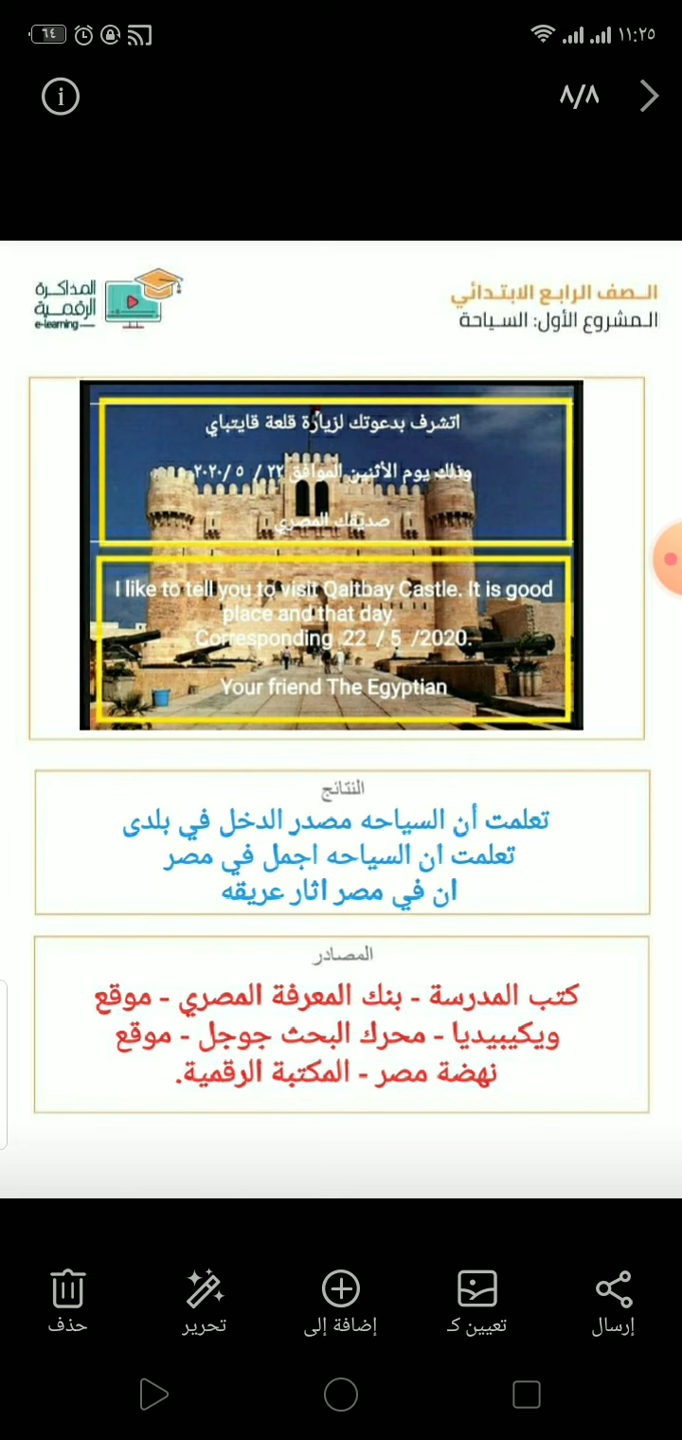 ٦٤
١١:٢٥
٨/٨
المذاكرة
الرقمية
e-learning
الصف الرابع الابتدائي
المشروع الأول: السياحة
اتشرف بدعوتك لزيارة قلعة قايتباي
وذلك يوم الأثنين الموافق ٢٢ / ٥ /٢٠٢٠
صديقك المصري
I like to tell you to visit Qaitbay Castle. It is good
place and that day.
Corresponding 22 / 5 /2020.
Your friend The Egyptian
النتائج
تعلمت أن السياحه مصدر الدخل في بلدى
تعلمت ان السياحه اجمل في مصر
ان في مصر اثار عريقه
المصادر
كتب المدرسة - بنك المعرفة المصري - موقع
ويكيبيديا - محرك البحث جوجل - موقع
نهضة مصر - المكتبة الرقمية.
إرسال
تعيين كـ
إضافة إلى
تحرير
حذف